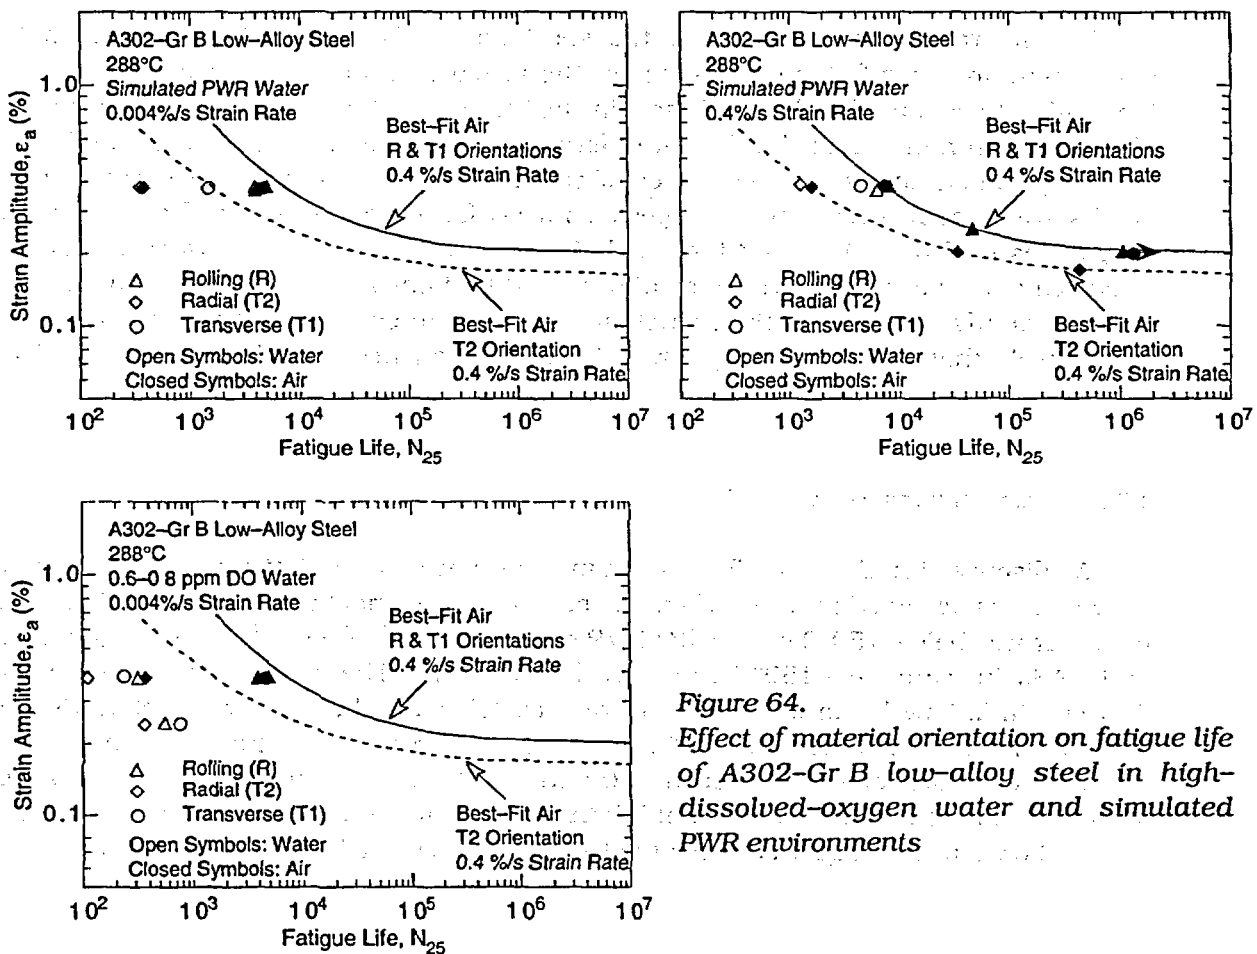 A302–Gr B Low–Alloy Steel
288°C
Simulated PWR Water
0.004%/s Strain Rate
1.0
0.1
Strain Amplitude, εa (%)
Best–Fit Air
R & T1 Orientations
0.4 %/s Strain Rate
Rolling (R)
Radial (T2)
Transverse (T1)
Open Symbols: Water
Closed Symbols: Air
Best–Fit Air
T2 Orientation
0.4 %/s Strain Rate
10² 10³ 10⁴ 10⁵ 10⁶ 10⁷
Fatigue Life, N25
A302–Gr B Low–Alloy Steel
288°C
Simulated PWR Water
0.4%/s Strain Rate
Best–Fit Air
R & T1 Orientations
0 4 %/s Strain Rate
Rolling (R)
Radial (T2)
Transverse (T1)
Open Symbols: Water
Closed Symbols: Air
Best–Fit Air
T2 Orientation
0.4 %/s Strain Rate
10² 10³ 10⁴ 10⁵ 10⁶ 10⁷
Fatigue Life, N25
A302–Gr B Low–Alloy Steel
288°C
0.6–0 8 ppm DO Water
0.004%/s Strain Rate
1.0
0.1
Strain Amplitude, εa (%)
Best–Fit Air
R & T1 Orientations
0.4 %/s Strain Rate
Rolling (R)
Radial (T2)
Transverse (T1)
Open Symbols: Water
Closed Symbols: Air
Best–Fit Air
T2 Orientation
0.4 %/s Strain Rate
10² 10³ 10⁴ 10⁵ 10⁶ 10⁷
Fatigue Life, N25
Figure 64.
Effect of material orientation on fatigue life
of A302–Gr B low–alloy steel in high–
dissolved–oxygen water and simulated
PWR environments